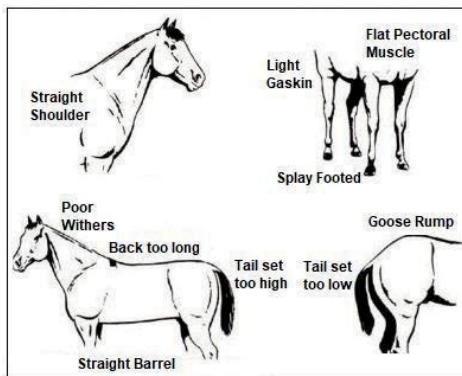 Straight
Shoulder
Light
Gaskin
Flat Pectoral
Muscle
Splay Footed
Poor
Withers
Back too long
Tail set
too high
Straight Barrel
Goose Rump
Tail set
too low